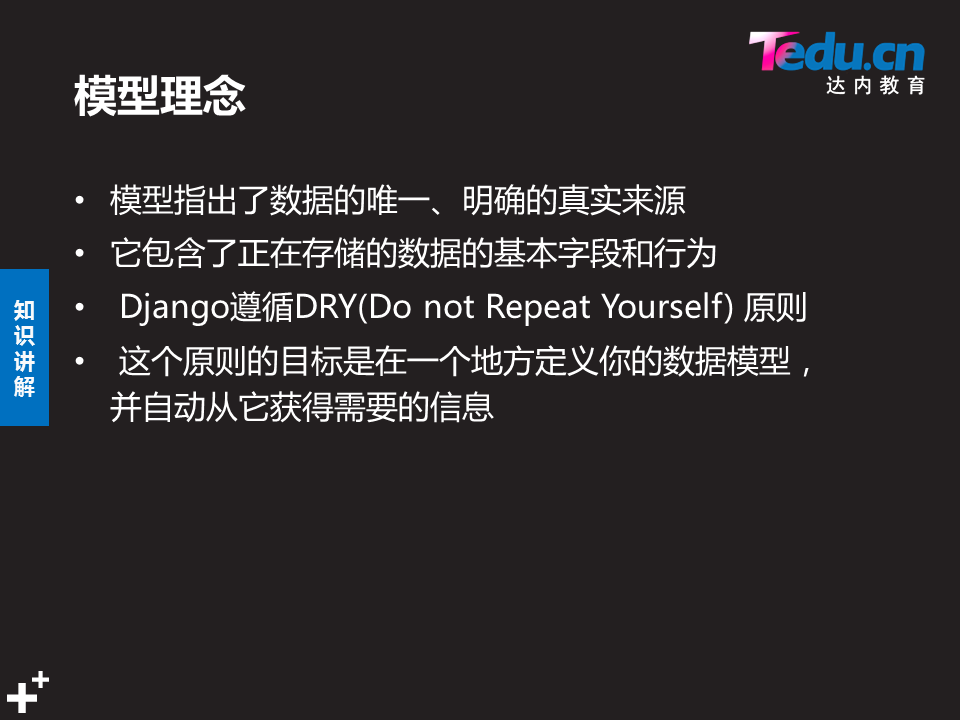 Tedu.cn
达内教育
模型理念
• 模型指出了数据的唯一、明确的真实来源
• 它包含了正在存储的数据的基本字段和行为
• Django遵循DRY(Do not Repeat Yourself) 原则
• 这个原则的目标是在一个地方定义你的数据模型，
并自动从它获得需要的信息
知
识
讲
解